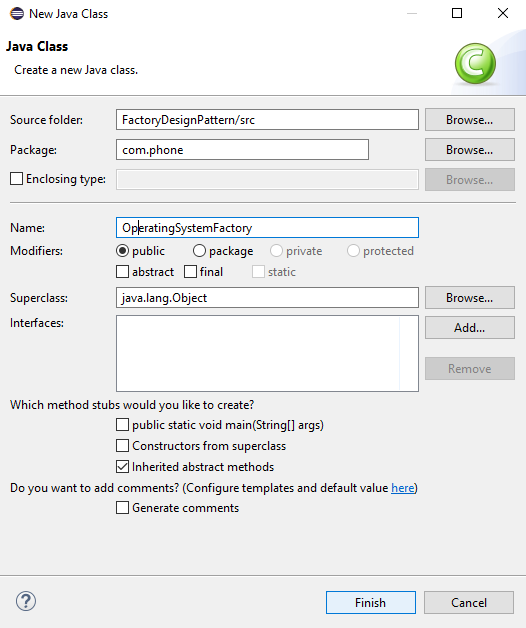 New Java Class
Java Class
Create a new Java class.
Source folder: FactoryDesignPattern/src Browse...
Package: com.phone Browse...
Enclosing type: Browse...
Name: OperatingSystemFactory
Modifiers: public package private protected
abstract final static
Superclass: java.lang.Object Browse...
Interfaces: Add...
Remove
Which method stubs would you like to create?
public static void main(String[] args)
Constructors from superclass
Inherited abstract methods
Do you want to add comments? (Configure templates and default value here)
Generate comments
? Finish Cancel